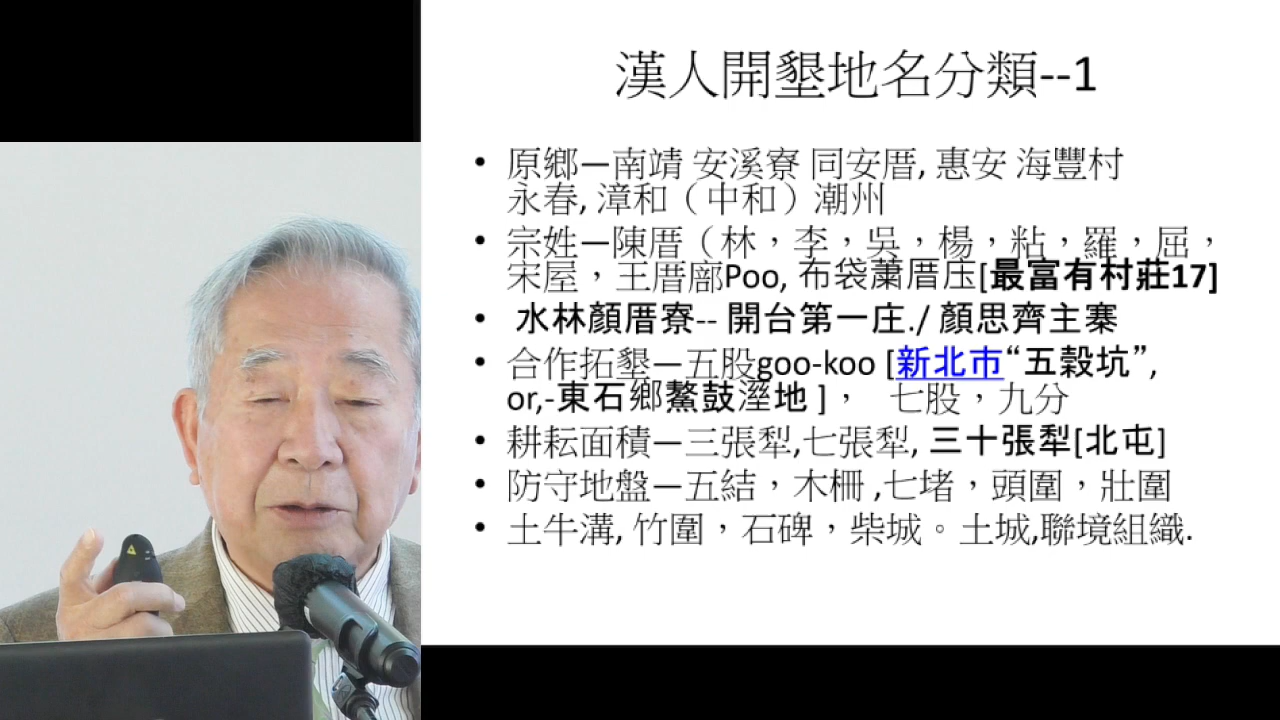 漢人開墾地名分類--1
• 原鄉—南靖 安溪寮 同安厝, 惠安 海豐村
永春, 漳和（中和）潮州
• 宗姓—陳厝（林，李，吳，楊，粘，羅，屈，
宋屋，王厝廍Poo, 布袋蕭厝庄[最富有村莊17]
• 水林顏厝寮-- 開台第一庄./ 顏思齊主寨
• 合作拓墾—五股goo-koo [新北市“五穀坑”,
or,-東石鄉鰲鼓溼地 ]， 七股，九分
• 耕耘面積—三張犁,七張犁, 三十張犁[北屯]
• 防守地盤—五結，木柵 ,七堵，頭圍，壯圍
• 土牛溝, 竹圍，石碑，柴城。土城,聯境組織.